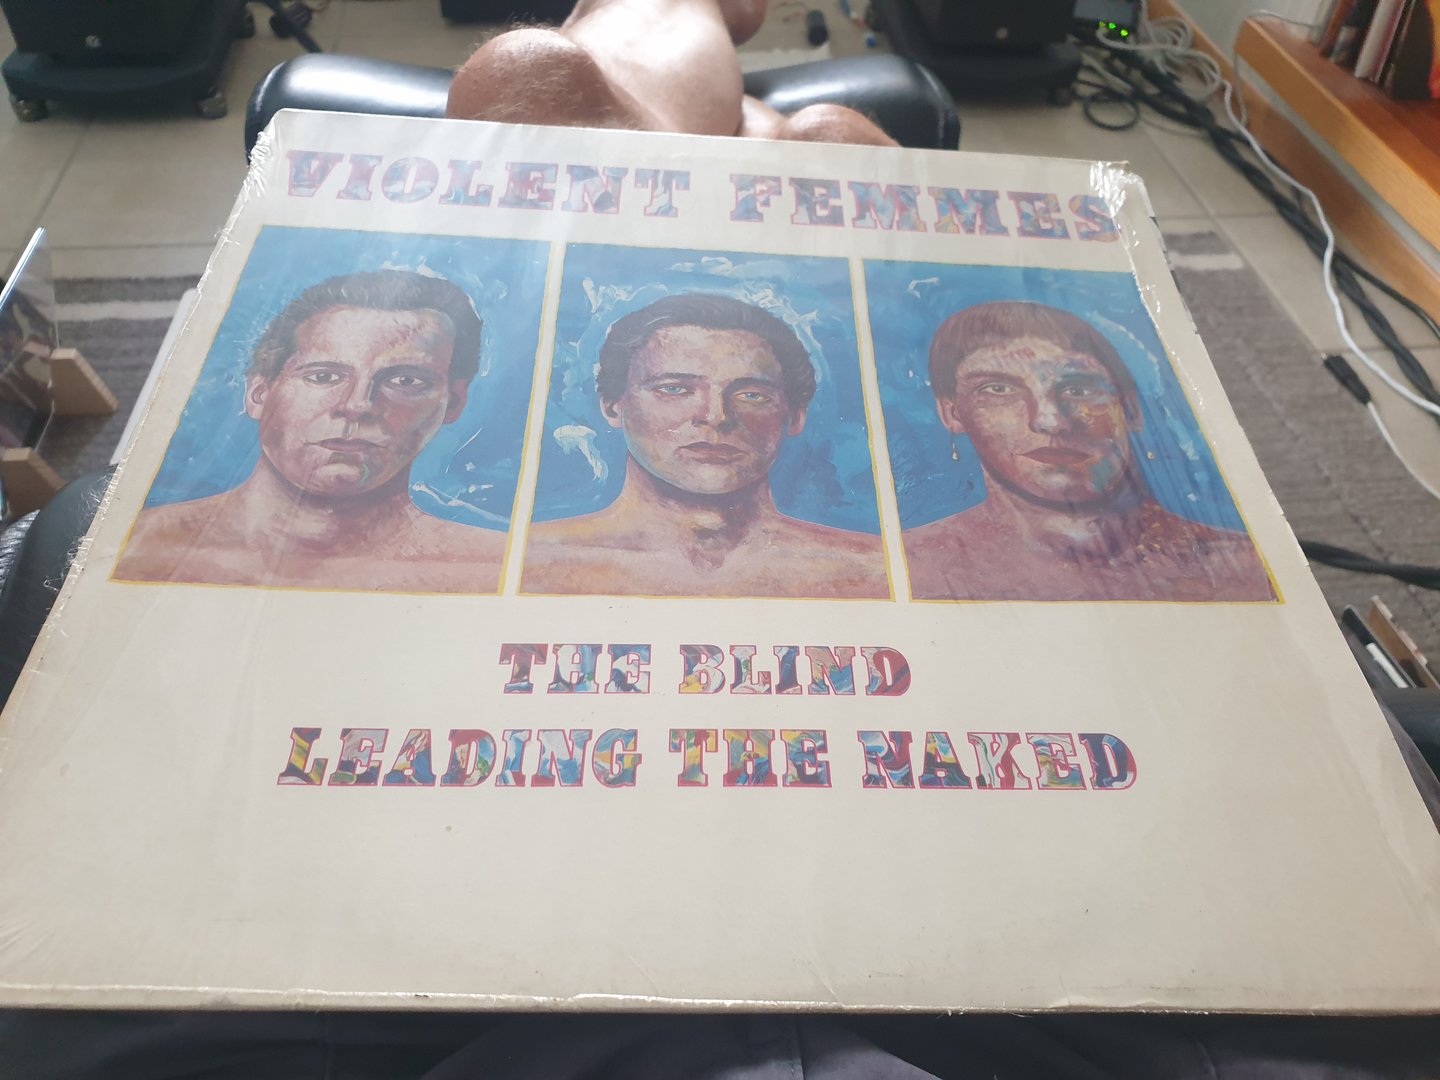 VIOLENT FEMMES
THE BLIND
LEADING THE NAKED